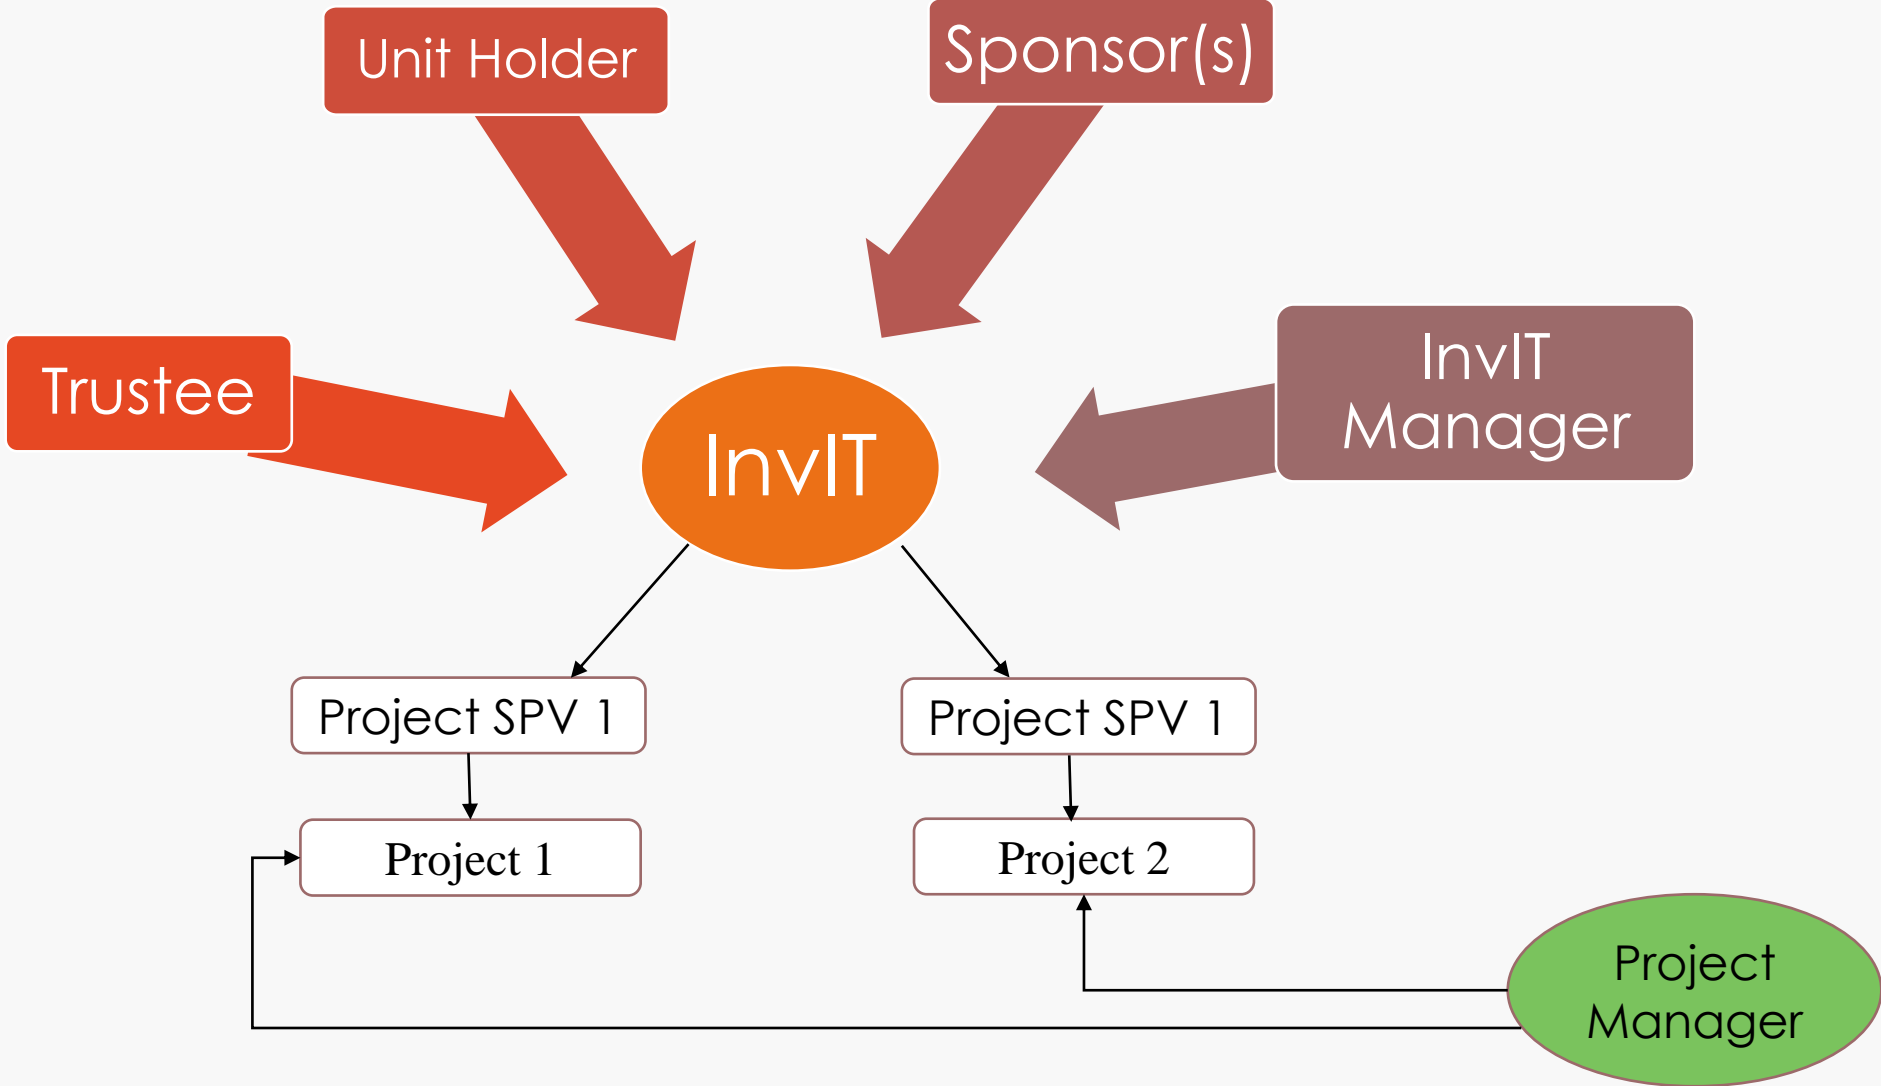 Unit Holder
Sponsor(s)
Trustee
InvIT
InvIT
Manager
Project SPV 1
Project SPV 1
Project 1
Project 2
Project
Manager